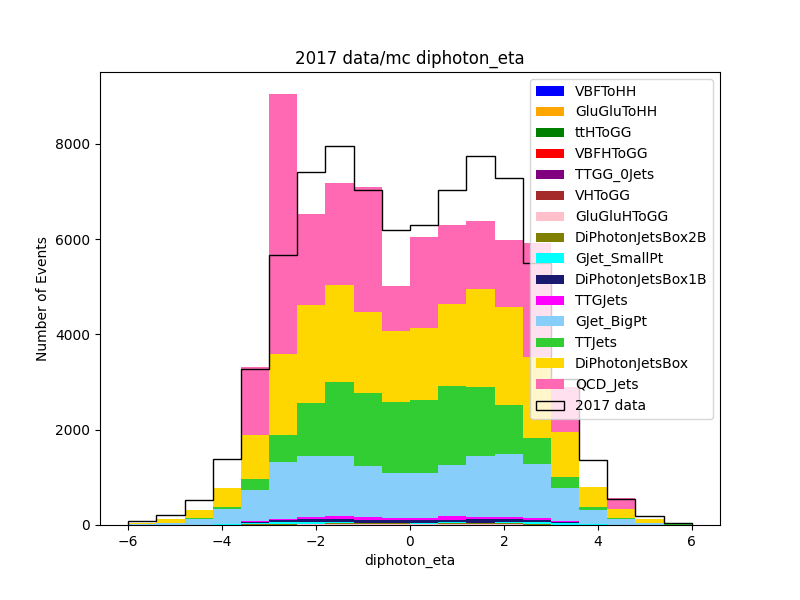 2017 data/mc diphoton_eta
Number of Events
8000
6000
4000
2000
0
−6
−4
−2
0
2
4
6
diphoton_eta
VBFToHH
GluGluToHH
ttHToGG
VBFHToGG
TTGG_0Jets
VHToGG
GluGluHToGG
DiPhotonJetsBox2B
GJet_SmallPt
DiPhotonJetsBox1B
TTGJets
GJet_BigPt
TTJets
DiPhotonJetsBox
QCD_Jets
2017 data